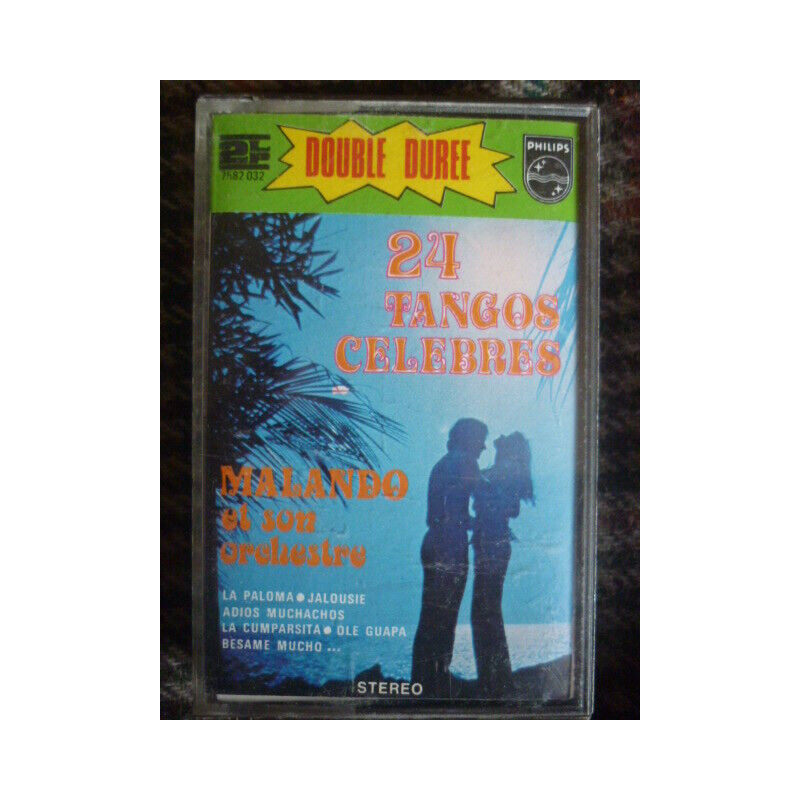 DOUBLE DUREE
PHILIPS
7582 032
24
TANGOS
CELEBRES
MALANDO
et son
orchestre
LA PALOMA ● JALOUSIE
ADIOS MUCHACHOS
LA CUMPARSITA ● OLE GUAPA
BESAME MUCHO ...
STEREO